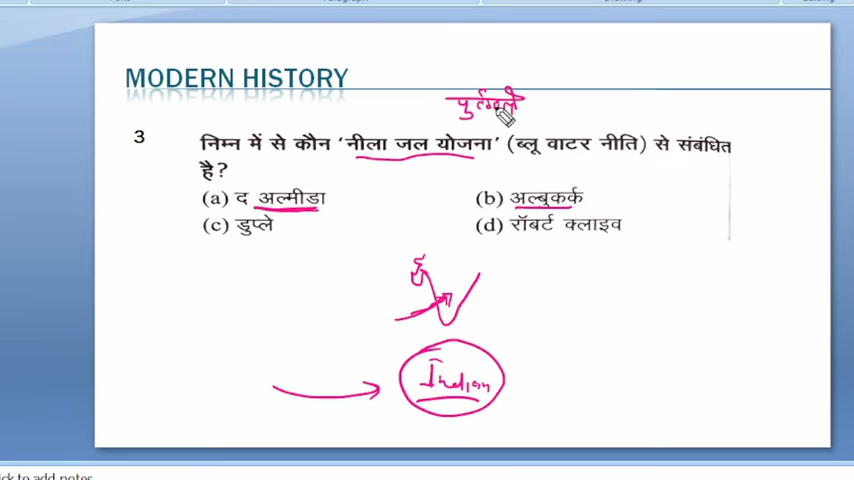 MODERN HISTORY
पुर्तगाली
3
निम्न में से कौन ‘नीला जल योजना’ (ब्लू वाटर नीति) से संबंधित
है?
(a) द अल्मीडा (b) अल्बुकर्क
(c) डुप्ले (d) रॉबर्ट क्लाइव
Indian